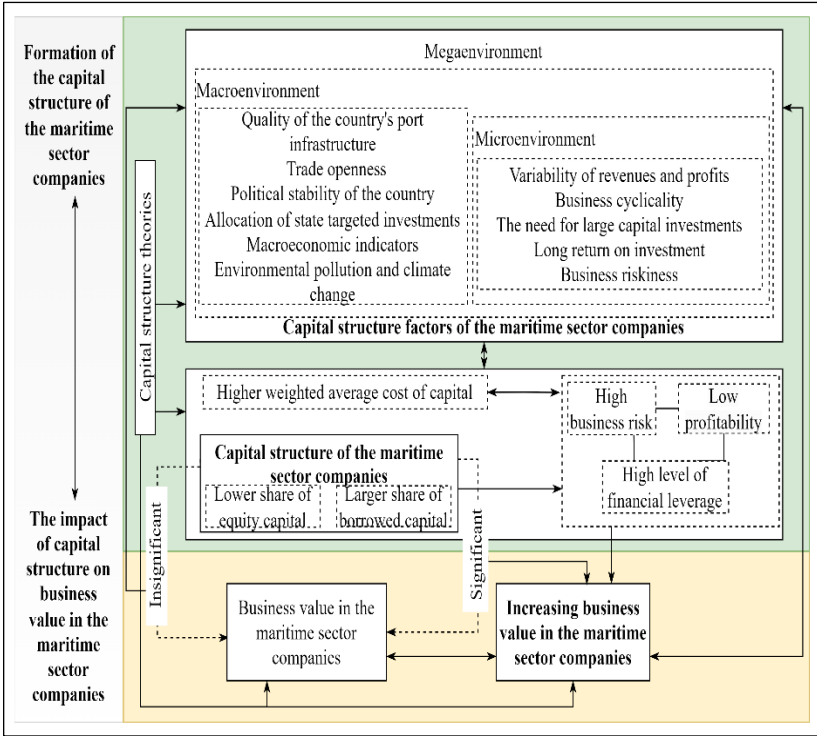 Formation of
the capital
structure of
the maritime
sector
companies
The impact
of capital
structure on
business
value in the
maritime
sector
companies
Capital structure theories
Megaenvironment
Macroenvironment
Quality of the country's port
infrastructure
Trade openness
Political stability of the country
Allocation of state targeted investments
Macroeconomic indicators
Environmental pollution and climate
change
Microenvironment
Variability of revenues and profits
Business cyclicality
The need for large capital investments
Long return on investment
Business riskiness
Capital structure factors of the maritime sector companies
Higher weighted average cost of capital
High
business risk
Low
profitability
High level of
financial leverage
Capital structure of the maritime
sector companies
Lower share of
equity capital
Larger share of
borrowed capital
Insignificant
Significant
Business value in the
maritime sector
companies
Increasing business
value in the maritime
sector companies